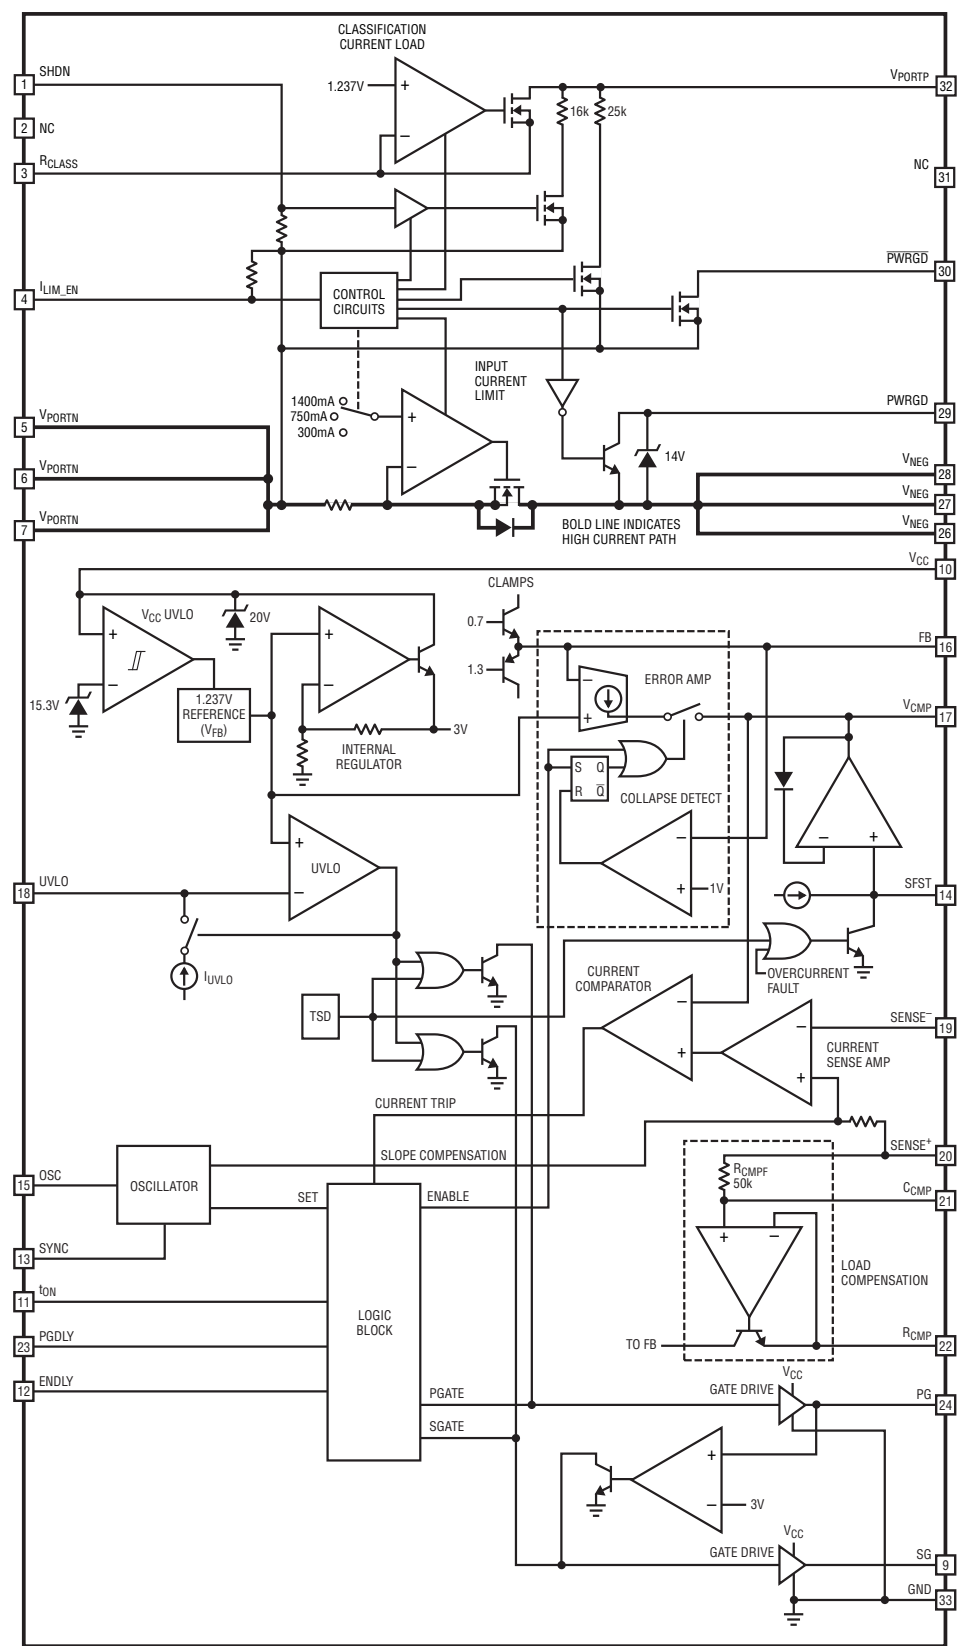 CLASSIFICATION
CURRENT LOAD
1 SHDN
1.237V
+
–
16k
25k
VPORTP 32
2 NC
3 RCLASS
NC 31
PWRGD 30
4 ILIM_EN
CONTROL
CIRCUITS
INPUT
CURRENT
LIMIT
1400mA
750mA
300mA
+
–
PWRGD 29
14V
5 VPORTN
6 VPORTN
7 VPORTN
VNEG 28
VNEG 27
VNEG 26
BOLD LINE INDICATES
HIGH CURRENT PATH
VCC 10
CLAMPS
VCC UVLO
+
–
20V
+
–
0.7
1.3
FB 16
15.3V
1.237V
REFERENCE
(VFB)
3V
INTERNAL
REGULATOR
ERROR AMP
–
+
VCMP 17
S Q
R Q̅
COLLAPSE DETECT
–
+
1V
– +
UVLO
+
–
18 UVLO
SFST 14
IUVLO
OVERCURRENT
FAULT
CURRENT
COMPARATOR
–
+
TSD
SENSE– 19
–
+
CURRENT
SENSE AMP
CURRENT TRIP
SLOPE COMPENSATION
SENSE+ 20
15 OSC
OSCILLATOR
SET
ENABLE
RCMPF
50k
CCMP 21
+ –
13 SYNC
LOAD
COMPENSATION
11 tON
LOGIC
BLOCK
23 PGDLY
TO FB
RCMP 22
12 ENDLY
PGATE
GATE DRIVE
VCC
PG 24
SGATE
+
–
3V
GATE DRIVE
VCC
SG 9
GND 33